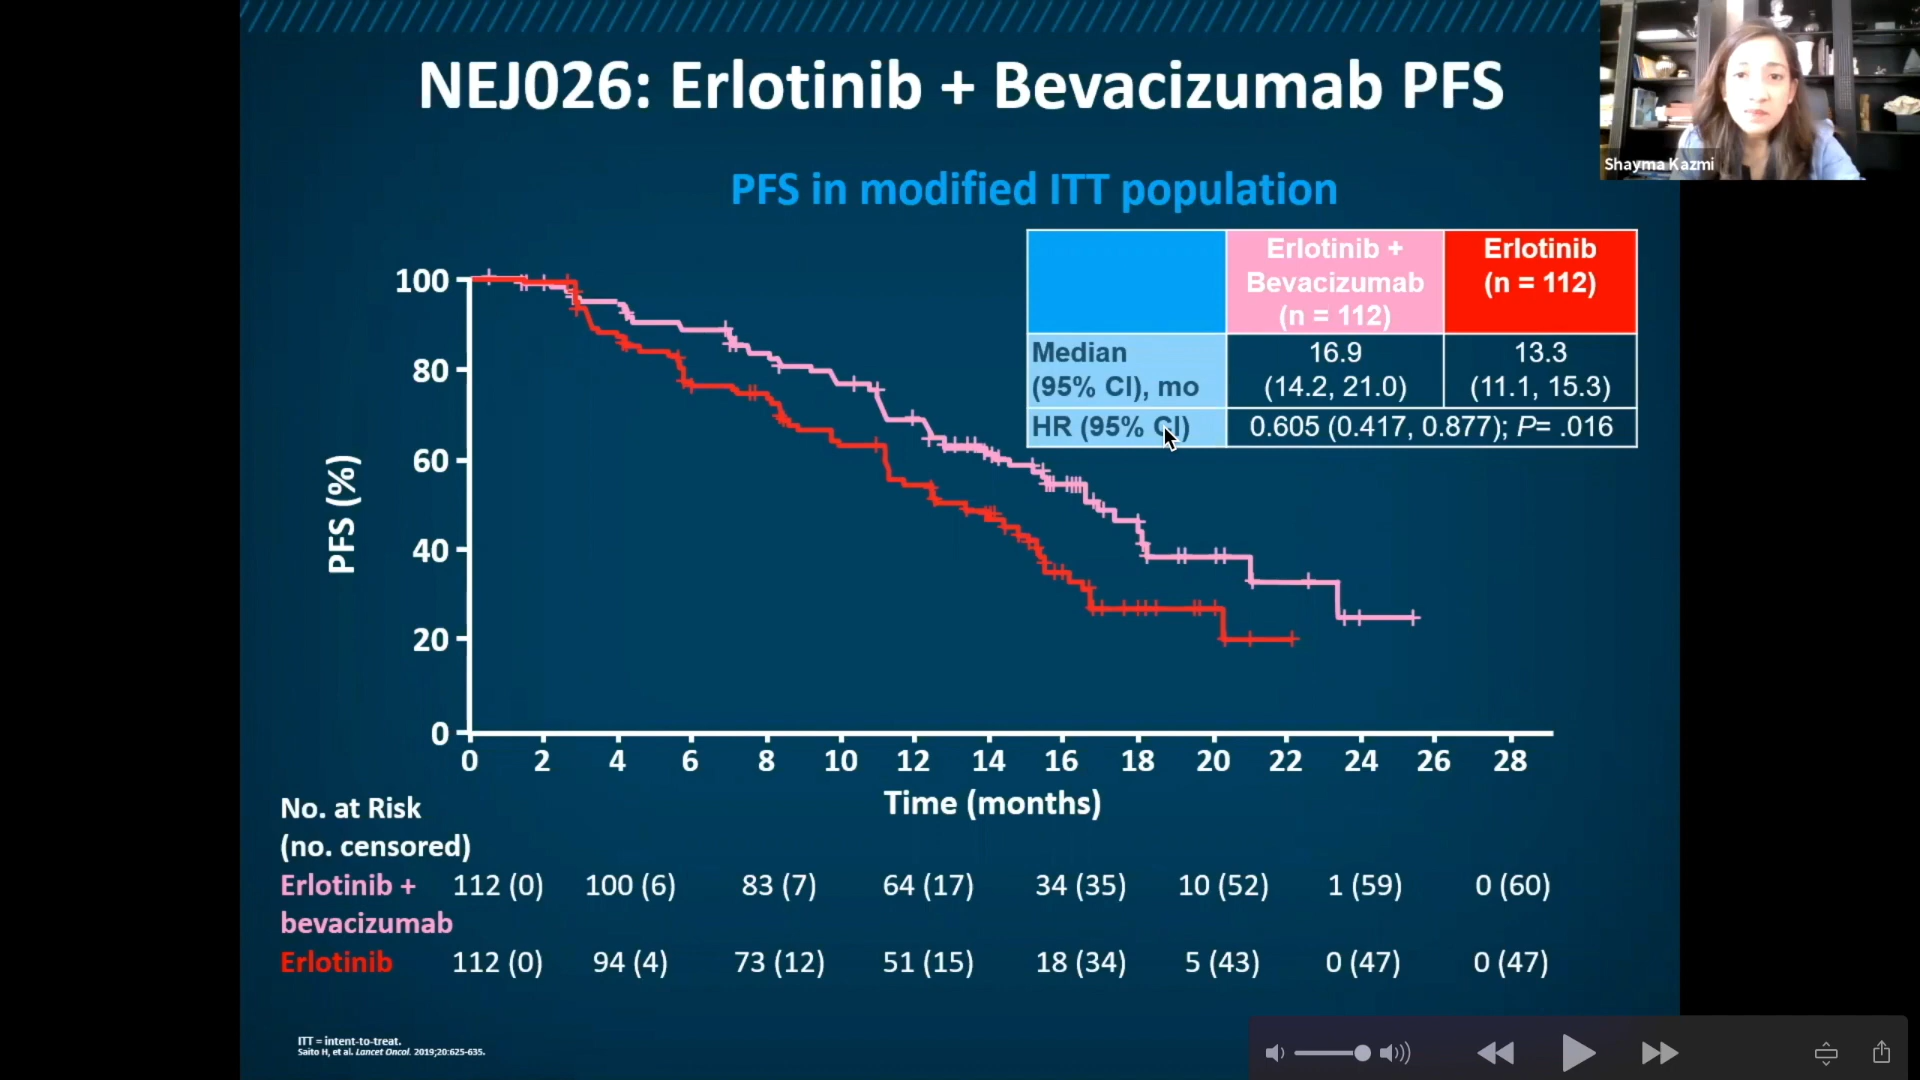 NEJ026: Erlotinib + Bevacizumab PFS
Shayma Kazmi
PFS in modified ITT population
Erlotinib + Bevacizumab (n = 112)
Erlotinib (n = 112)
Median (95% CI), mo
16.9 (14.2, 21.0)
13.3 (11.1, 15.3)
HR (95% CI)
0.605 (0.417, 0.877); P= .016
PFS (%)
100
80
60
40
20
0
0 2 4 6 8 10 12 14 16 18 20 22 24 26 28
Time (months)
No. at Risk
(no. censored)
Erlotinib + 112 (0) 100 (6) 83 (7) 64 (17) 34 (35) 10 (52) 1 (59) 0 (60)
bevacizumab
Erlotinib 112 (0) 94 (4) 73 (12) 51 (15) 18 (34) 5 (43) 0 (47) 0 (47)
ITT = intent-to-treat.
Saito H, et al. Lancet Oncol. 2019;20:625-635.